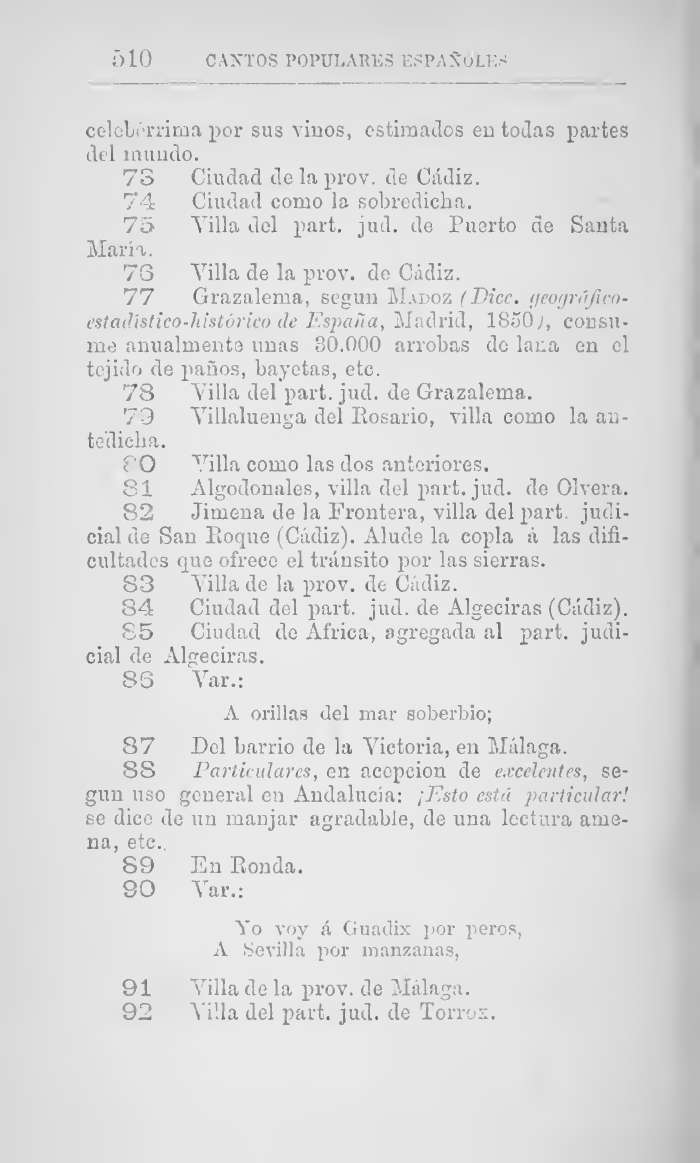 510 CANTOS POPULARES ESPAÑOLES
celebérrima por sus vinos, estimados en todas partes
del mundo.
73 Ciudad de la prov. de Cádiz.
74 Ciudad como la sobredicha.
75 Villa del part. jud. de Puerto de Santa
María.
76 Villa de la prov. de Cádiz.
77 Grazalema, segun MADOZ (Dicc. geográfico-
estadístico-histórico de España, Madrid, 1850), consu-
me anualmente unas 30.000 arrobas de lana en el
tejido de paños, bayetas, etc.
78 Villa del part. jud. de Grazalema.
79 Villaluenga del Rosario, villa como la an-
tedicha.
80 Villa como las dos anteriores.
81 Algodonales, villa del part. jud. de Olvera.
82 Jimena de la Frontera, villa del part. judi-
cial de San Roque (Cádiz). Alude la copla á las difi-
cultades que ofrece el tránsito por las sierras.
83 Villa de la prov. de Cádiz.
84 Ciudad del part. jud. de Algeciras (Cádiz).
85 Ciudad de África, agregada al part. judi-
cial de Algeciras.
86 Var.:
A orillas del mar soberbio;
87 Del barrio de la Victoria, en Málaga.
88 Particulares, en acepcion de excelentes, se-
gun uso general en Andalucía: ¡Esto está particular!
se dice de un manjar agradable, de una lectura ame-
na, etc.
89 En Ronda.
90 Var.:
Yo voy á Guadix por peros,
A Sevilla por manzanas,
91 Villa de la prov. de Málaga.
92 Villa del part. jud. de Torrox.